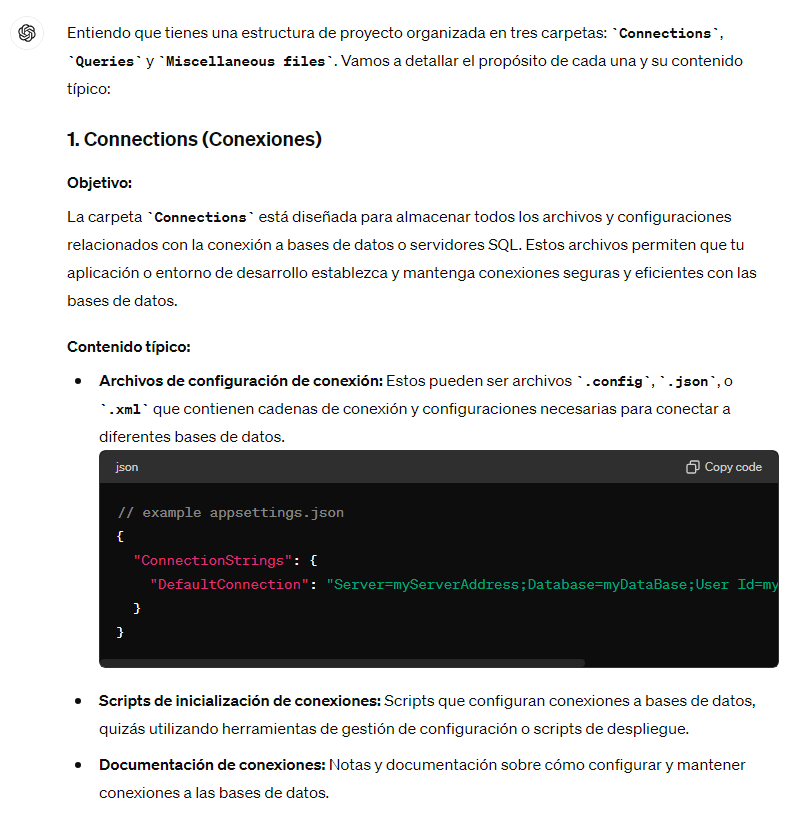 Entiendo que tienes una estructura de proyecto organizada en tres carpetas: `Connections`,
`Queries` y `Miscellaneous files`. Vamos a detallar el propósito de cada una y su contenido
típico:
1. Connections (Conexiones)
Objetivo:
La carpeta `Connections` está diseñada para almacenar todos los archivos y configuraciones
relacionados con la conexión a bases de datos o servidores SQL. Estos archivos permiten que tu
aplicación o entorno de desarrollo establezca y mantenga conexiones seguras y eficientes con las
bases de datos.
Contenido típico:
• Archivos de configuración de conexión: Estos pueden ser archivos `.config`, `.json`, o
`.xml` que contienen cadenas de conexión y configuraciones necesarias para conectar a
diferentes bases de datos.
json Copy code
// example appsettings.json
{
"ConnectionStrings": {
"DefaultConnection": "Server=myServerAddress;Database=myDataBase;User Id=my
}
}
• Scripts de inicialización de conexiones: Scripts que configuran conexiones a bases de datos,
quizás utilizando herramientas de gestión de configuración o scripts de despliegue.
• Documentación de conexiones: Notas y documentación sobre cómo configurar y mantener
conexiones a las bases de datos.